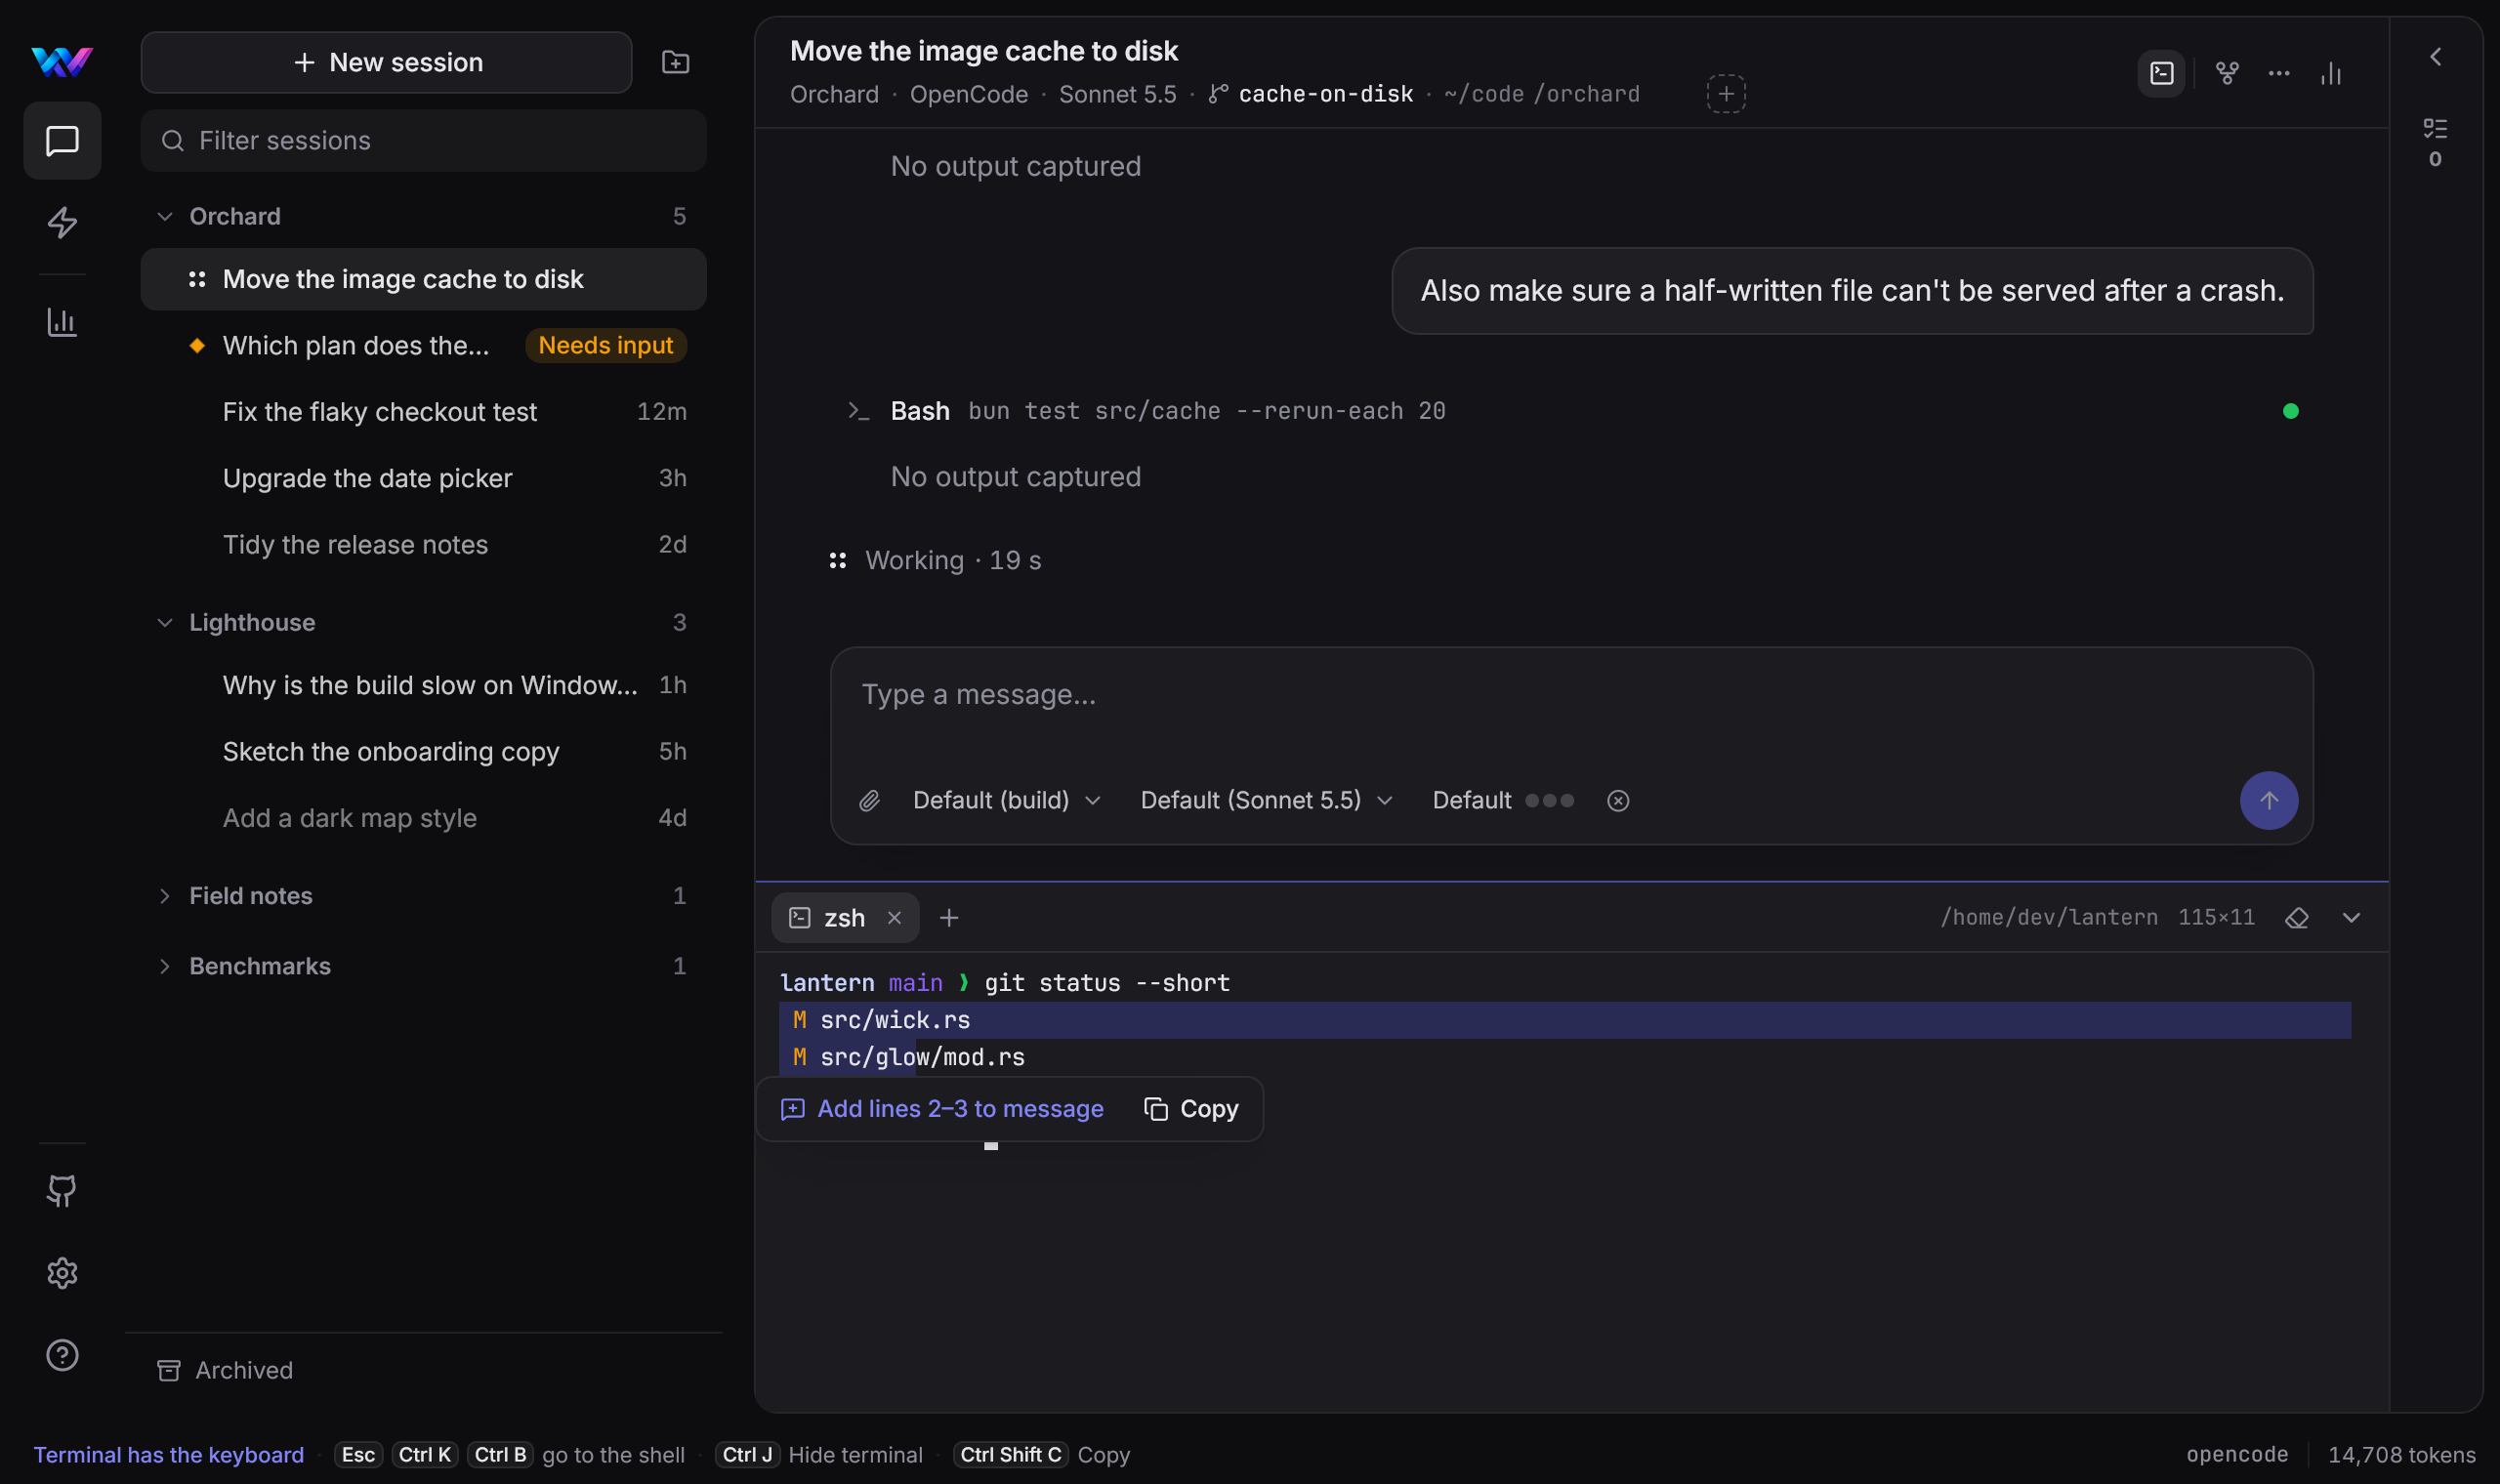 New session
Filter sessions
Orchard 5
Move the image cache to disk
Which plan does the... Needs input
Fix the flaky checkout test 12m
Upgrade the date picker 3h
Tidy the release notes 2d
Lighthouse 3
Why is the build slow on Window... 1h
Sketch the onboarding copy 5h
Add a dark map style 4d
Field notes 1
Benchmarks 1
Archived
Move the image cache to disk
Orchard · OpenCode · Sonnet 5.5 · cache-on-disk · ~/code/orchard
0
No output captured
Also make sure a half-written file can't be served after a crash.
Bash bun test src/cache --rerun-each 20
No output captured
Working · 19 s
Type a message...
Default (build) Default (Sonnet 5.5) Default
zsh /home/dev/lantern 115×11
lantern main ❯ git status --short
M src/wick.rs
M src/glow/mod.rs
Add lines 2–3 to message Copy
Terminal has the keyboard · Esc Ctrl K Ctrl B go to the shell · Ctrl J Hide terminal · Ctrl Shift C Copy
opencode 14,708 tokens